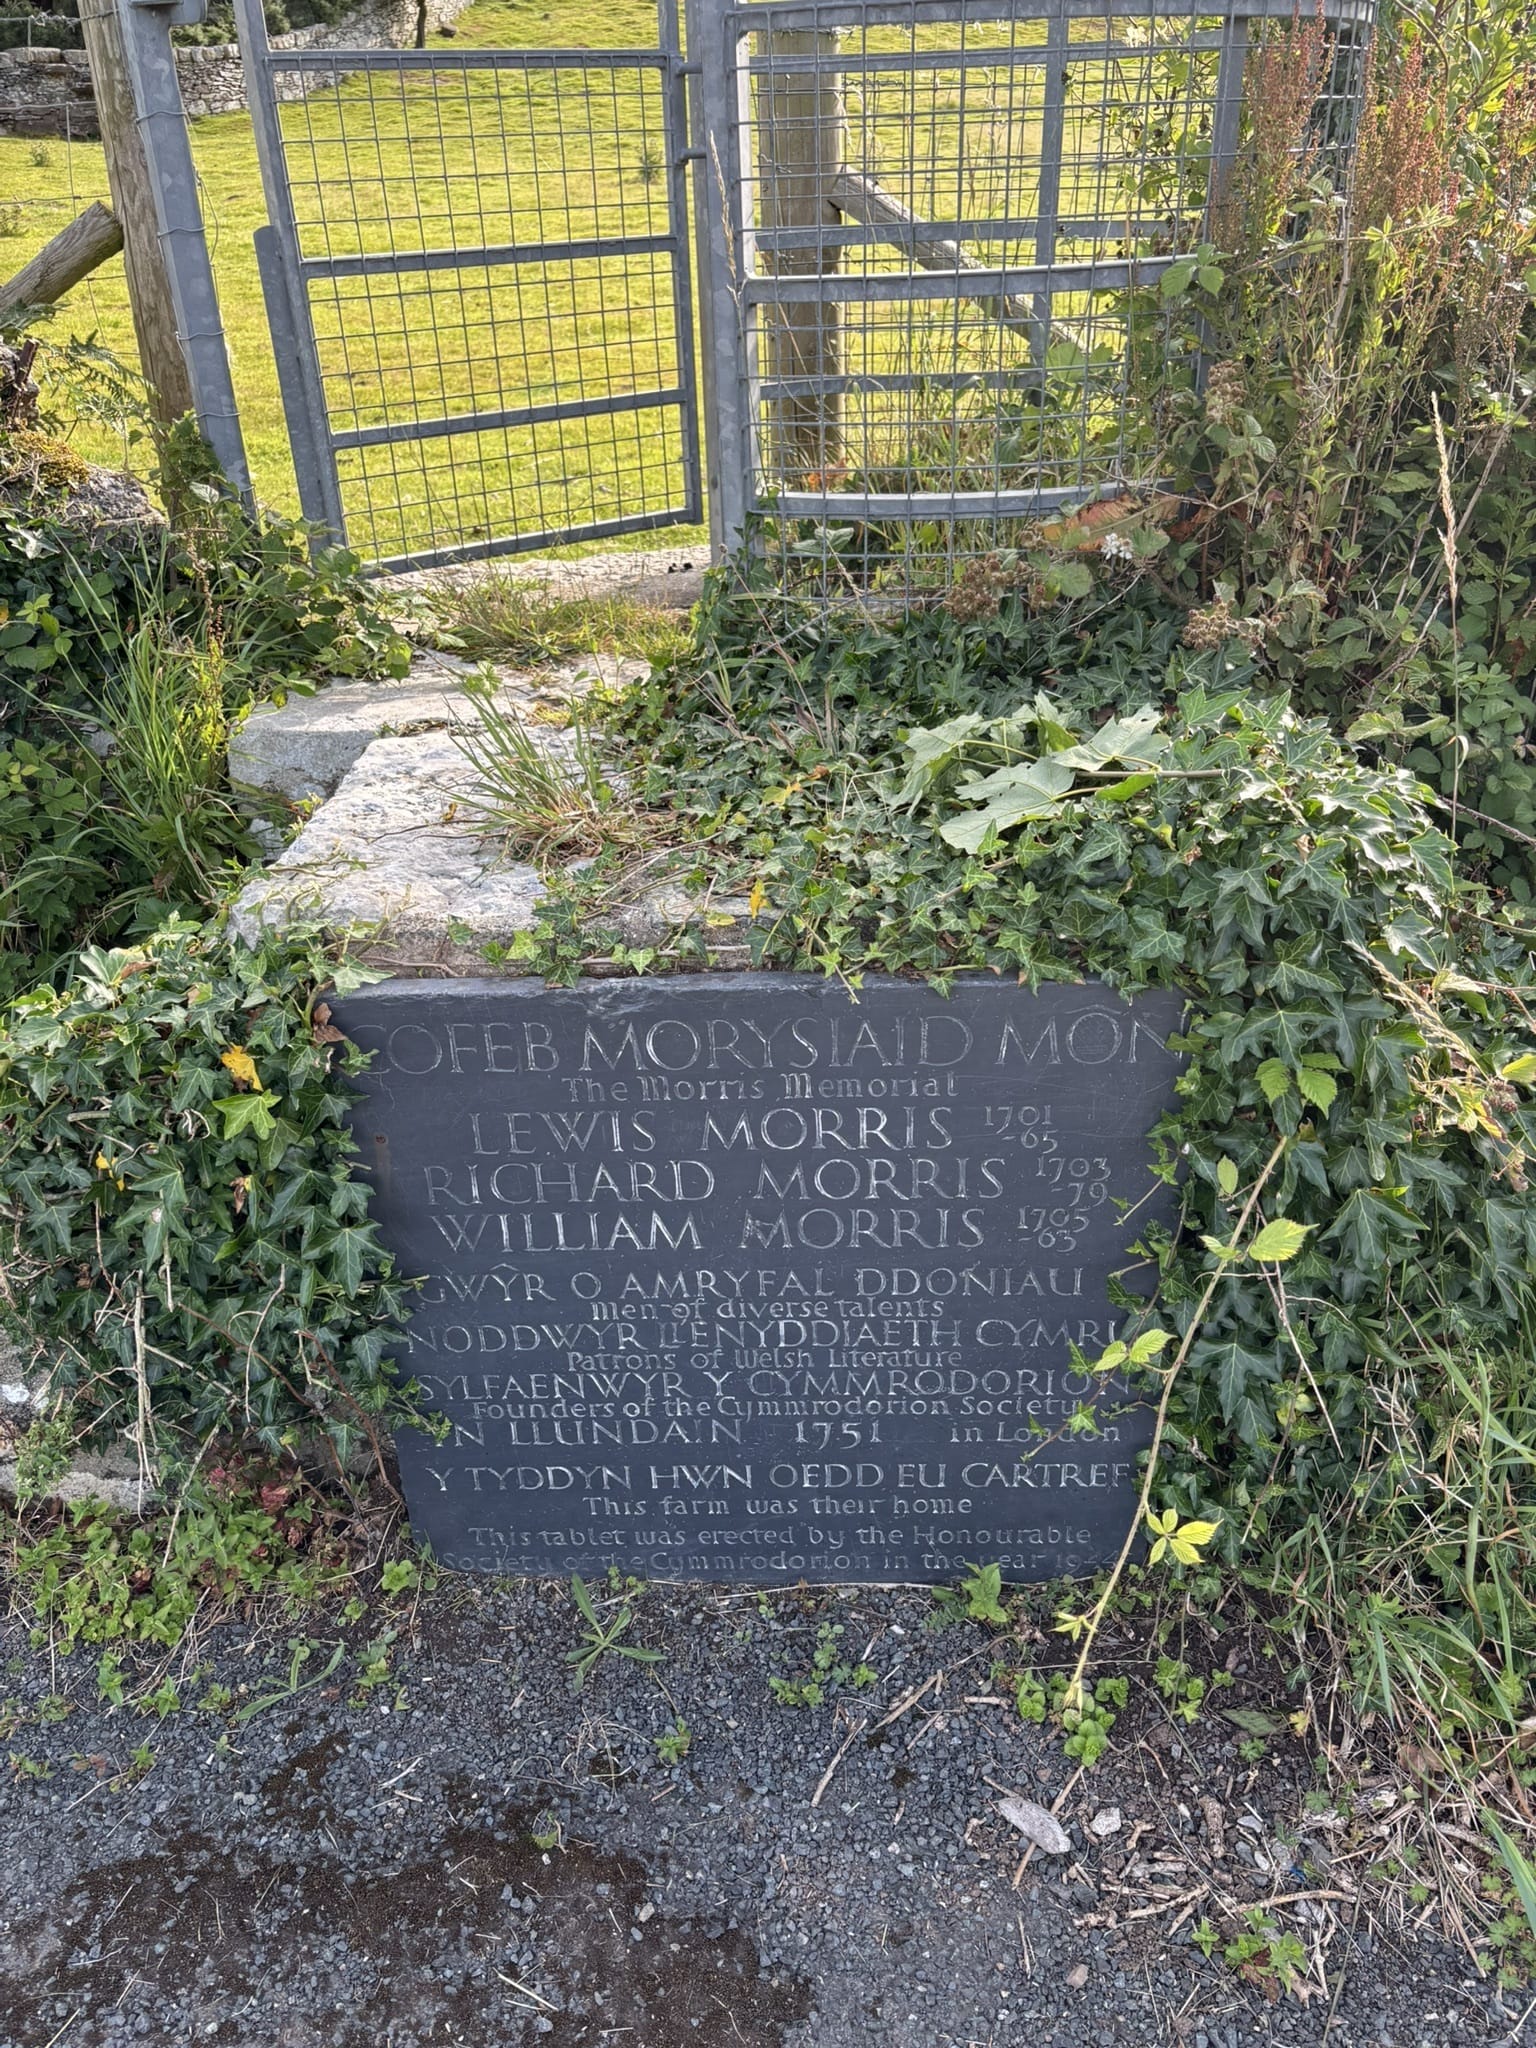 COFEB MORYSIAID MÔN
The Morris Memorial
LEWIS MORRIS 1701 -65
RICHARD MORRIS 1703 -79
WILLIAM MORRIS 1705 -63
GWŶR O AMRYFAL DDONIAU
Men of diverse talents
NODDWYR LLENYDDIAETH CYMRU
Patrons of Welsh Literature
SYLFAENWYR Y CYMMRODORION
Founders of the Cymmrodorion Society
YN LLUNDAIN 1751 in London
Y TYDDYN HWN OEDD EU CARTREF
This farm was their home
This tablet was erected by the Honourable
Society of the Cymmrodorion in the year